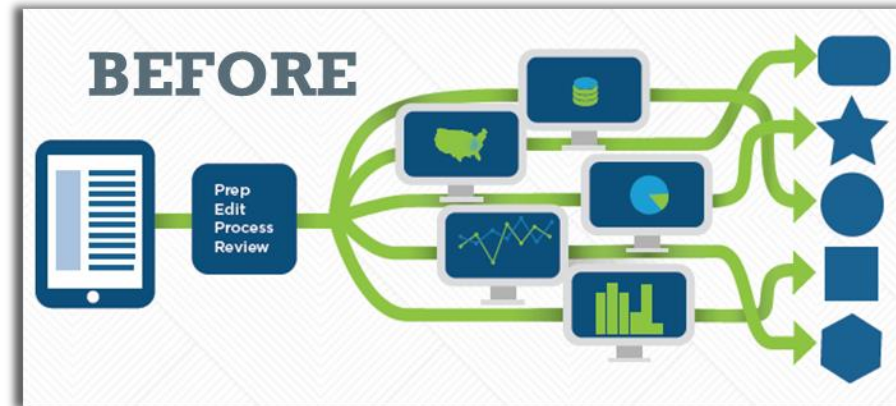 BEFORE
Prep
Edit
Process
Review